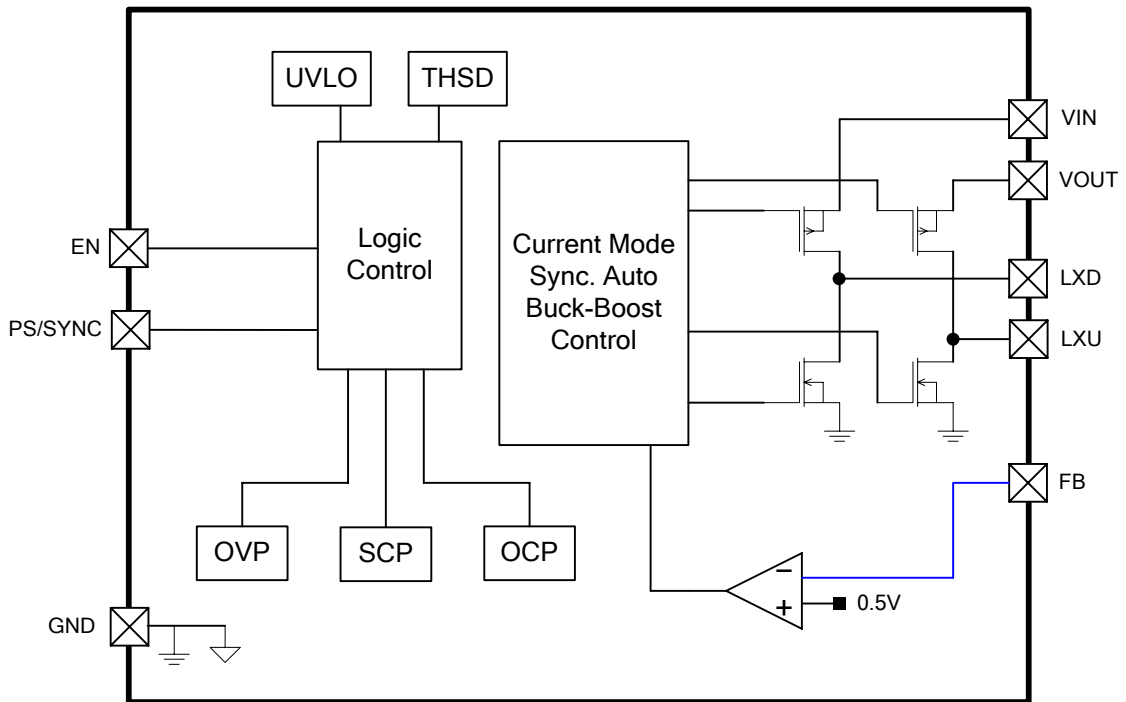 UVLO
THSD
VIN
VOUT
EN
Logic
Control
Current Mode
Sync. Auto
Buck-Boost
Control
LXD
PS/SYNC
LXU
FB
OVP
SCP
OCP
−
+
0.5V
GND